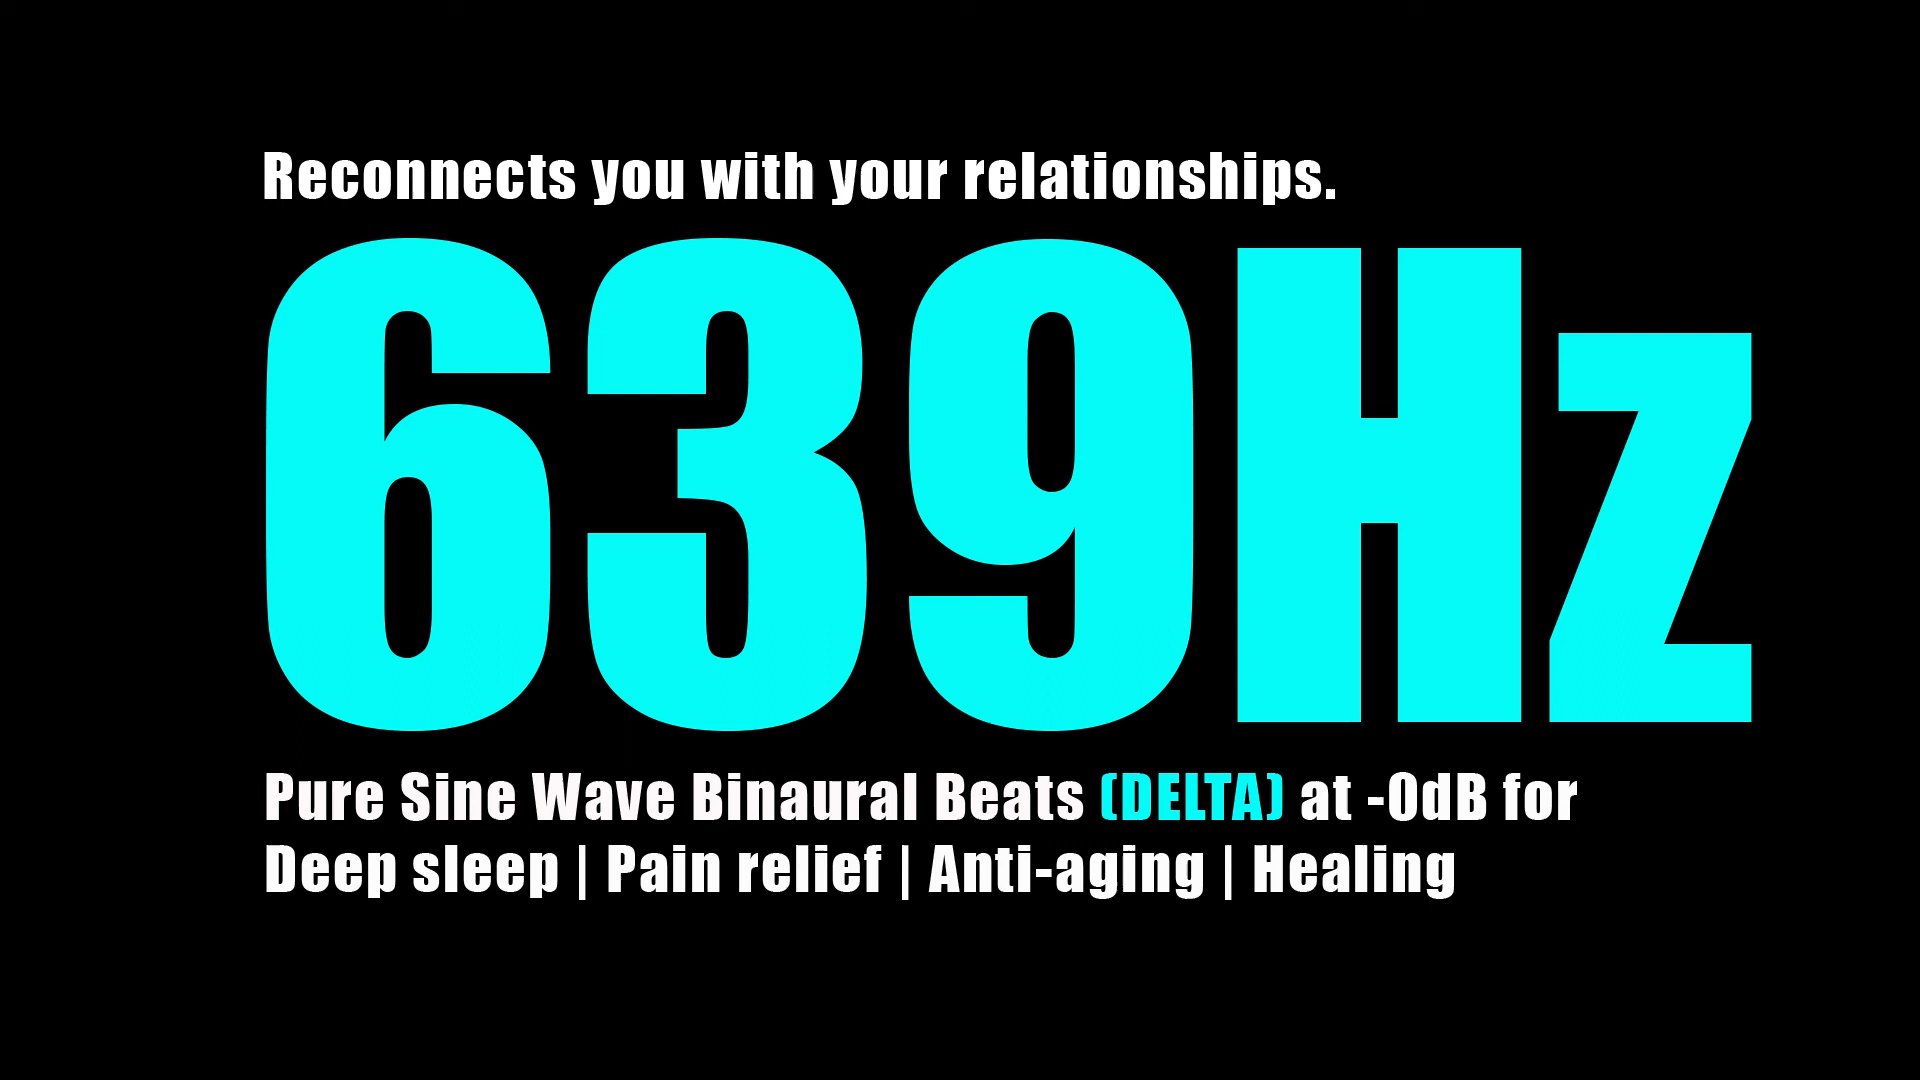 Reconnects you with your relationships.
639Hz
Pure Sine Wave Binaural Beats (DELTA) at -0dB for
Deep sleep | Pain relief | Anti-aging | Healing